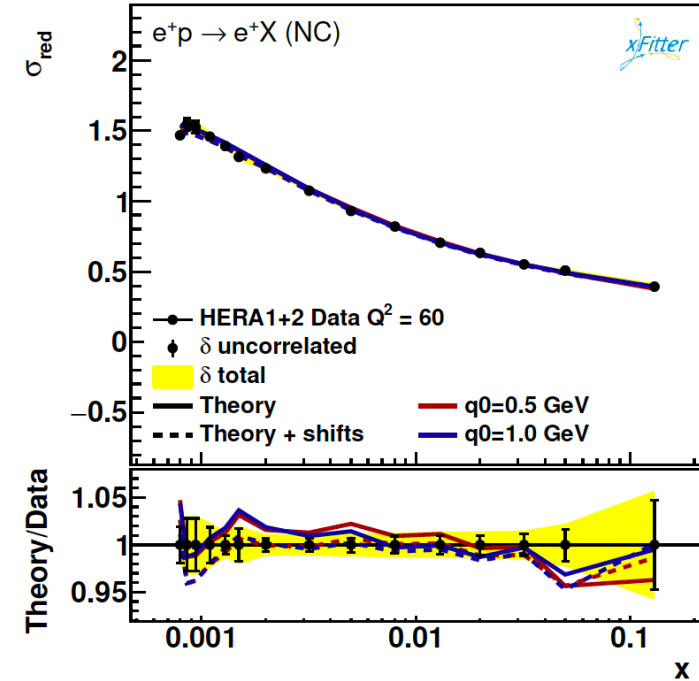 e⁺p → e⁺X (NC)
xFitter
σred
2
1.5
1
0.5
0
−0.5
HERA1+2 Data Q² = 60
δ uncorrelated
δ total
Theory
q0=0.5 GeV
Theory + shifts
q0=1.0 GeV
Theory/Data
1.05
1
0.95
0.001
0.01
0.1
x